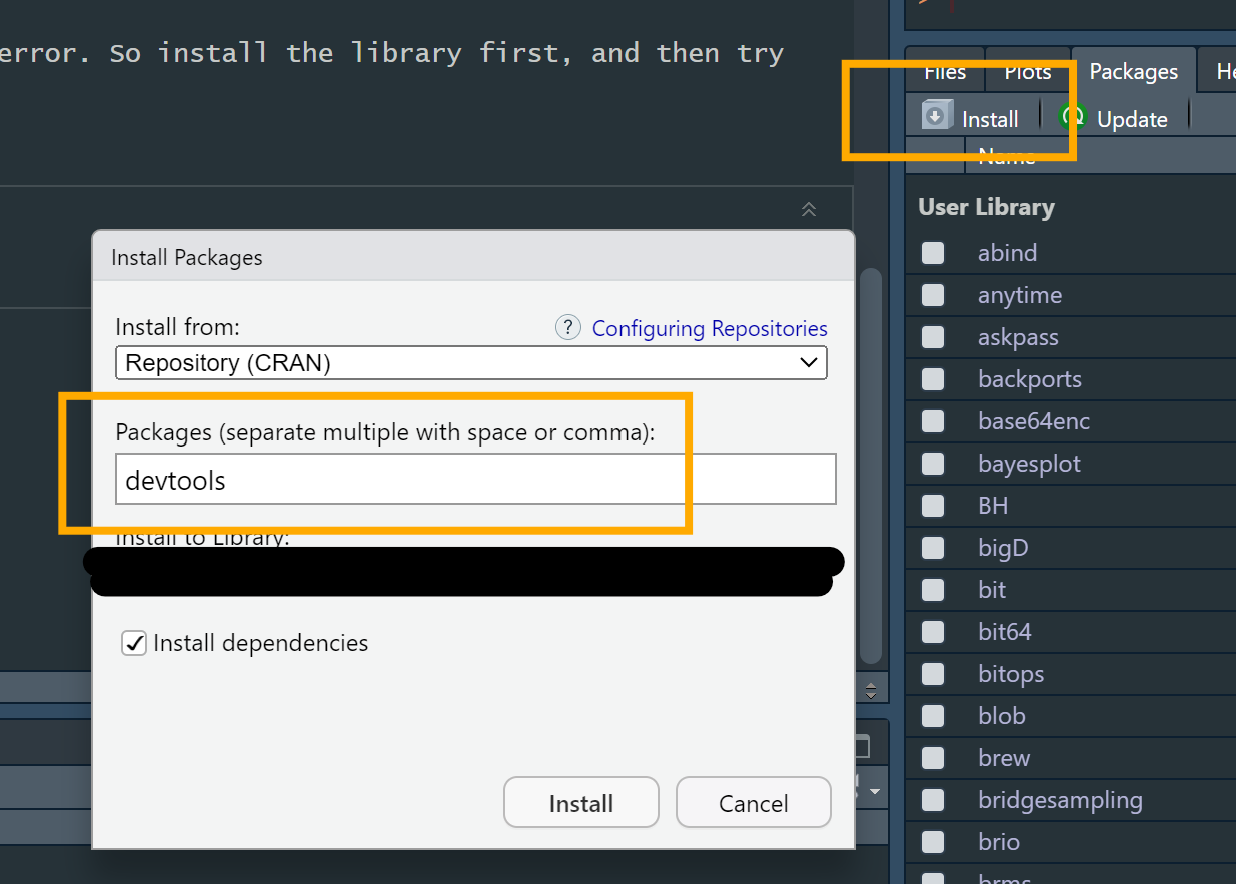 error. So install the library first, and then try
Files Plots Packages
Install Update
Name
User Library
abind
anytime
askpass
backports
base64enc
bayesplot
BH
bigD
bit
bit64
bitops
blob
brew
bridgesampling
brio
brms
Install Packages
Install from:
? Configuring Repositories
Repository (CRAN)
Packages (separate multiple with space or comma):
devtools
Install to Library:
Install dependencies
Install Cancel